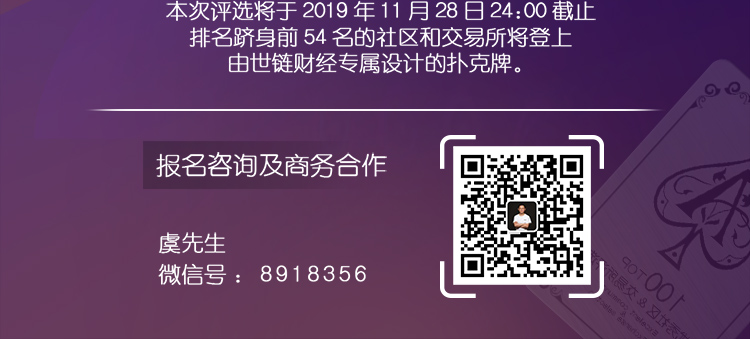 本次评选将于 2019 年 11 月 28 日 24:00 截止
排名跻身前 54 名的社区和交易所将登上
由世链财经专属设计的扑克牌。
报名咨询及商务合作
虞先生
微信号 : 8918356
TOP
100